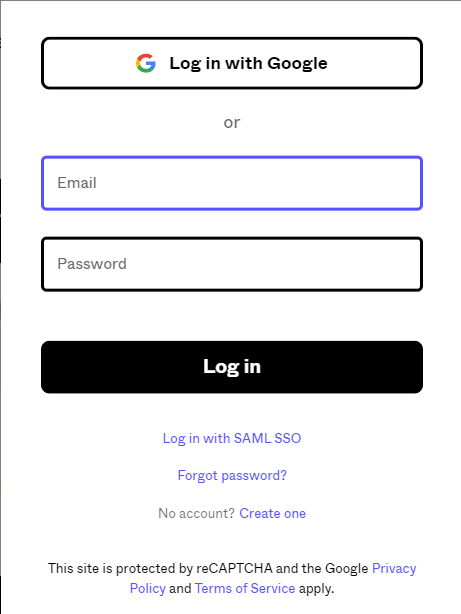 Log in with Google
or
Email
Password
Log in
Log in with SAML SSO
Forgot password?
No account? Create one
This site is protected by reCAPTCHA and the Google Privacy
Policy and Terms of Service apply.